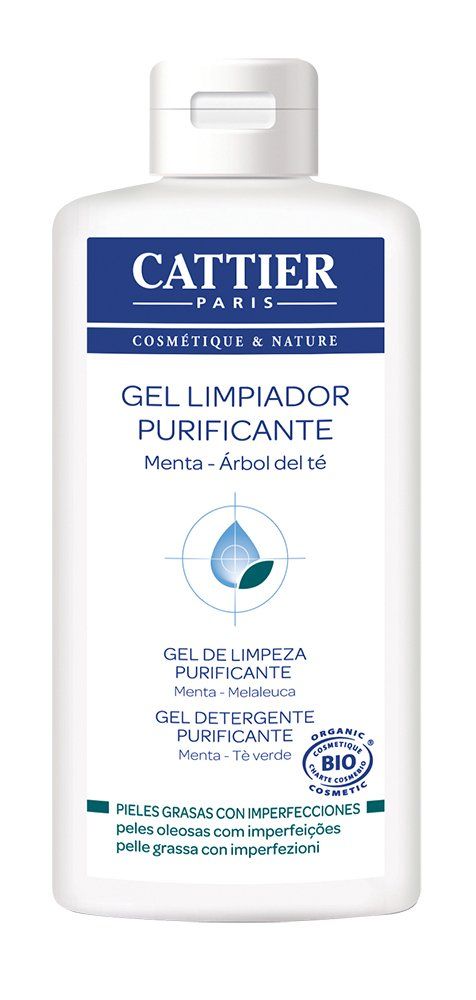 CATTIER
PARIS
COSMÉTIQUE & NATURE
GEL LIMPIADOR
PURIFICANTE
Menta - Árbol del té
GEL DE LIMPEZA
PURIFICANTE
Menta - Melaleuca
GEL DETERGENTE
PURIFICANTE
Menta - Tè verde
ORGANIC
COSMETIQUE
BIO
CHARTE COSMEBIO
COSMETIC
®
PIELES GRASAS CON IMPERFECCIONES
peles oleosas com imperfeições
pelle grassa con imperfezioni